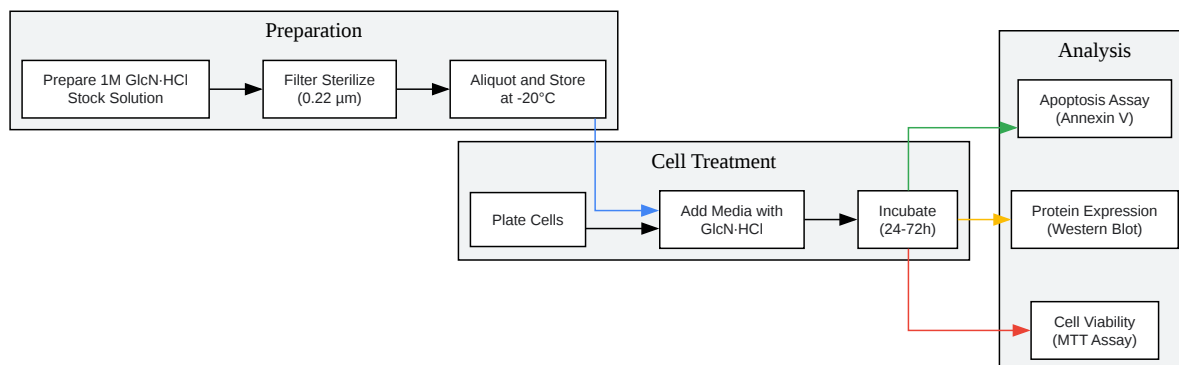 Preparation
Prepare 1M GlcN·HCl
Stock Solution
Filter Sterilize
(0.22 µm)
Aliquot and Store
at -20°C
Cell Treatment
Plate Cells
Add Media with
GlcN·HCl
Incubate
(24-72h)
Analysis
Apoptosis Assay
(Annexin V)
Protein Expression
(Western Blot)
Cell Viability
(MTT Assay)